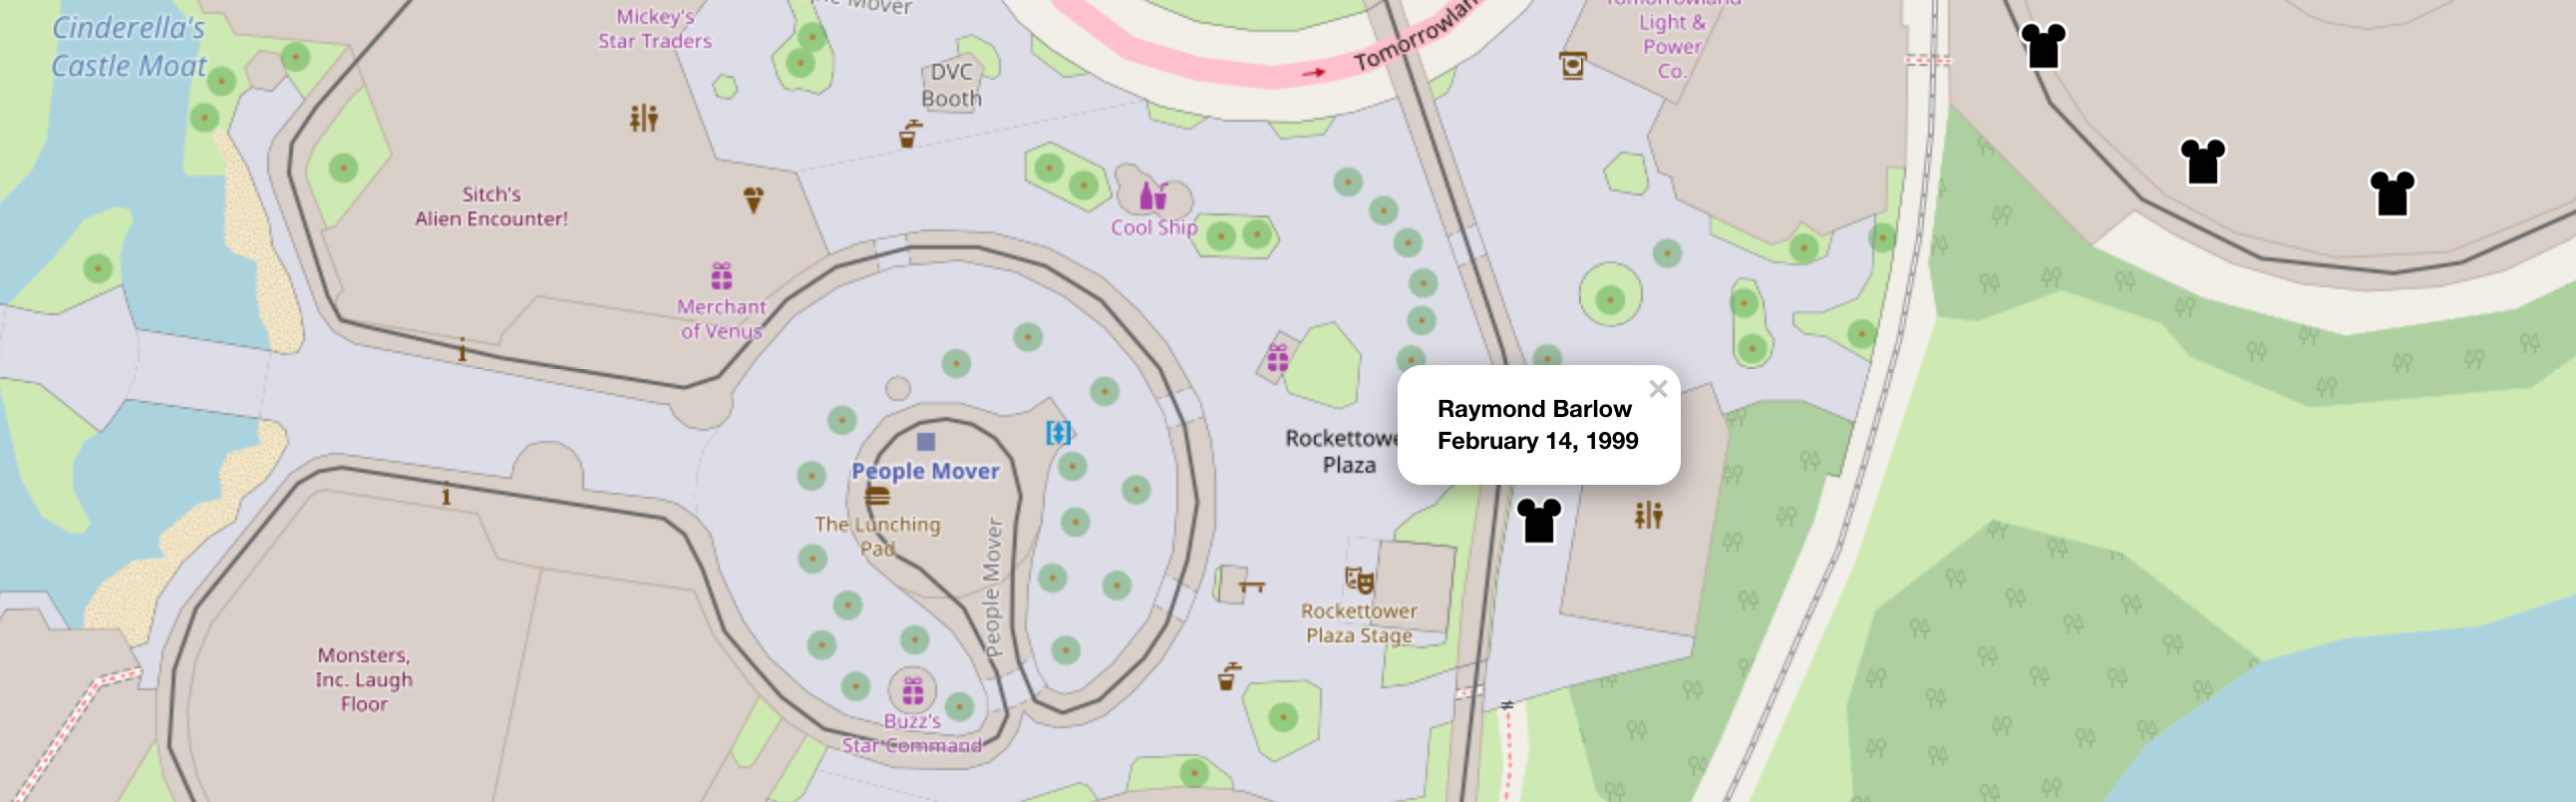 Cinderella's
Castle Moat
Mickey's
Star Traders
Mover
DVC
Booth
Tomorrowlan
Tomorrowland
Light &
Power
Co.
Sitch's
Alien Encounter!
Cool Ship
Merchant
of Venus
Raymond Barlow
February 14, 1999
×
Rockettowe
Plaza
People Mover
The Lunching
Pad
People Mover
Rockettower
Plaza Stage
Monsters,
Inc. Laugh
Floor
Buzz's
Star Command